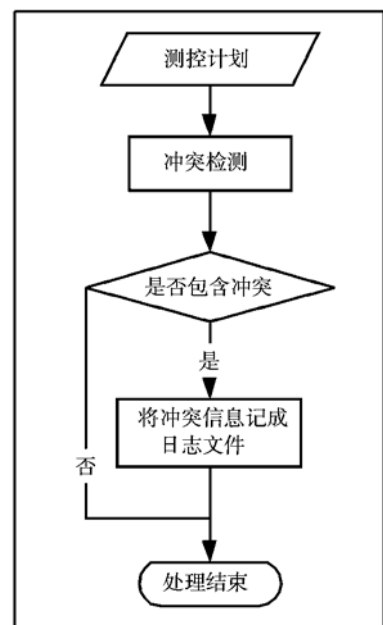 测控计划
冲突检测
是否包含冲突
是
将冲突信息记成
日志文件
否
处理结束